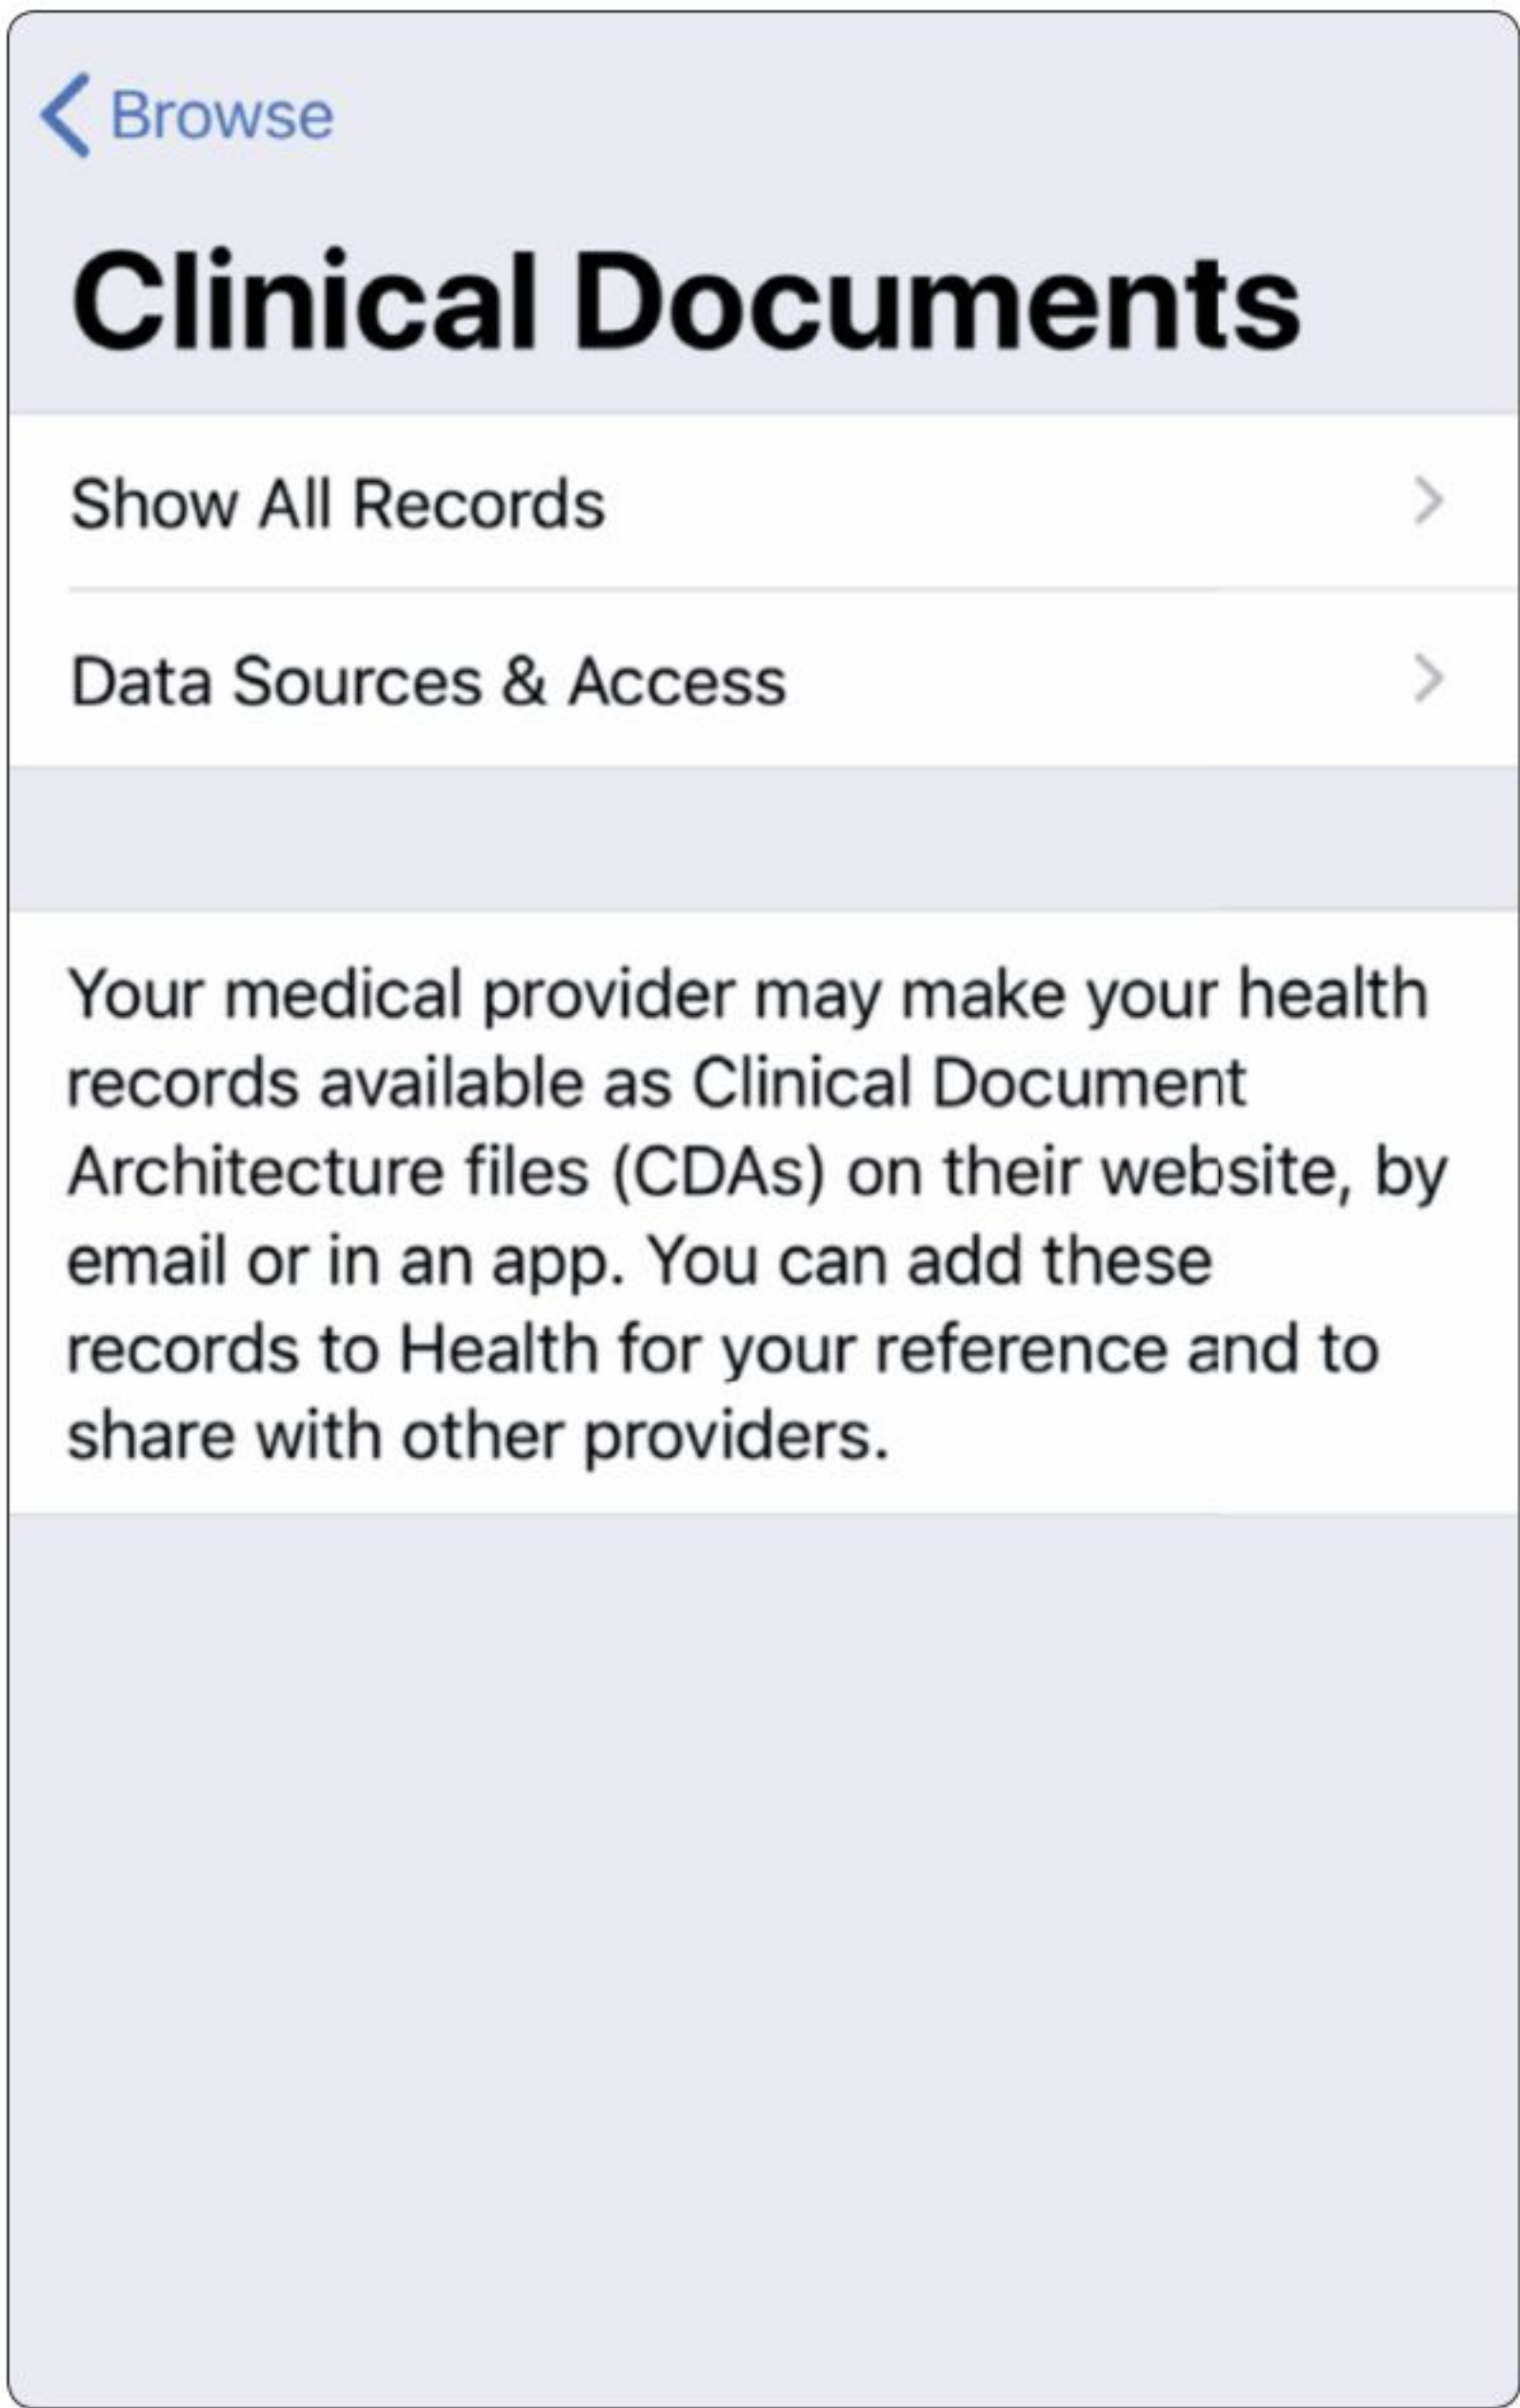 Browse
Clinical Documents
Show All Records
Data Sources & Access
Your medical provider may make your health
records available as Clinical Document
Architecture files (CDAs) on their website, by
email or in an app. You can add these
records to Health for your reference and to
share with other providers.